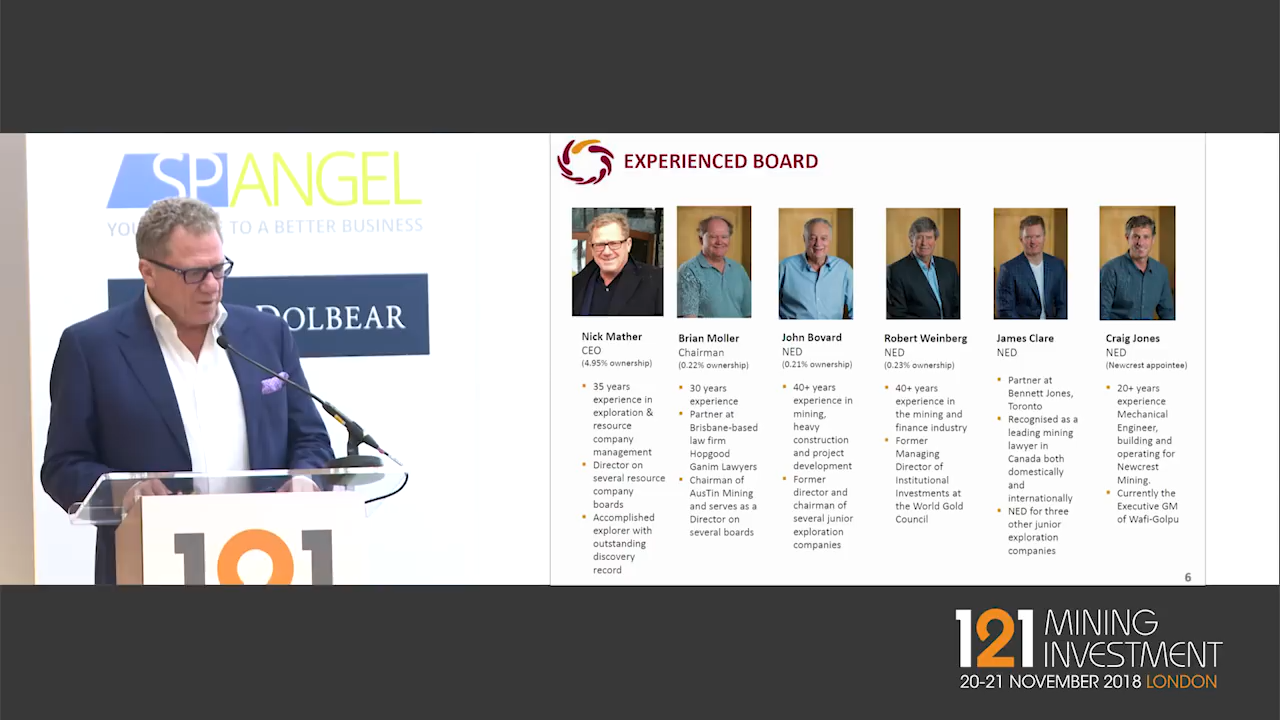 SP ANGEL
TO A BETTER BUSINESS
DOLBEAR
101
EXPERIENCED BOARD
Nick Mather
CEO
(4.95% ownership)
▪ 35 years
experience in
exploration &
resource
company
management
▪ Director on
several resource
company
boards
▪ Accomplished
explorer with
outstanding
discovery
record
Brian Moller
Chairman
(0.22% ownership)
▪ 30 years
experience
▪ Partner at
Brisbane-based
law firm
Hopgood
Ganim Lawyers
▪ Chairman of
AusTin Mining
and serves as a
Director on
several boards
John Bovard
NED
(0.21% ownership)
▪ 40+ years
experience in
mining,
heavy
construction
and project
development
▪ Former
director and
chairman of
several junior
exploration
companies
Robert Weinberg
NED
(0.23% ownership)
▪ 40+ years
experience in
the mining and
finance industry
▪ Former
Managing
Director of
Institutional
Investments at
the World Gold
Council
James Clare
NED
▪ Partner at
Bennett Jones,
Toronto
▪ Recognised as a
leading mining
lawyer in
Canada both
domestically
and
internationally
▪ NED for three
other junior
exploration
companies
Craig Jones
NED
(Newcrest appointee)
▪ 20+ years
experience
Mechanical
Engineer,
building and
operating for
Newcrest
Mining.
▪ Currently the
Executive GM
of Wafi-Golpu
6
121 MINING
INVESTMENT
20-21 NOVEMBER 2018 LONDON